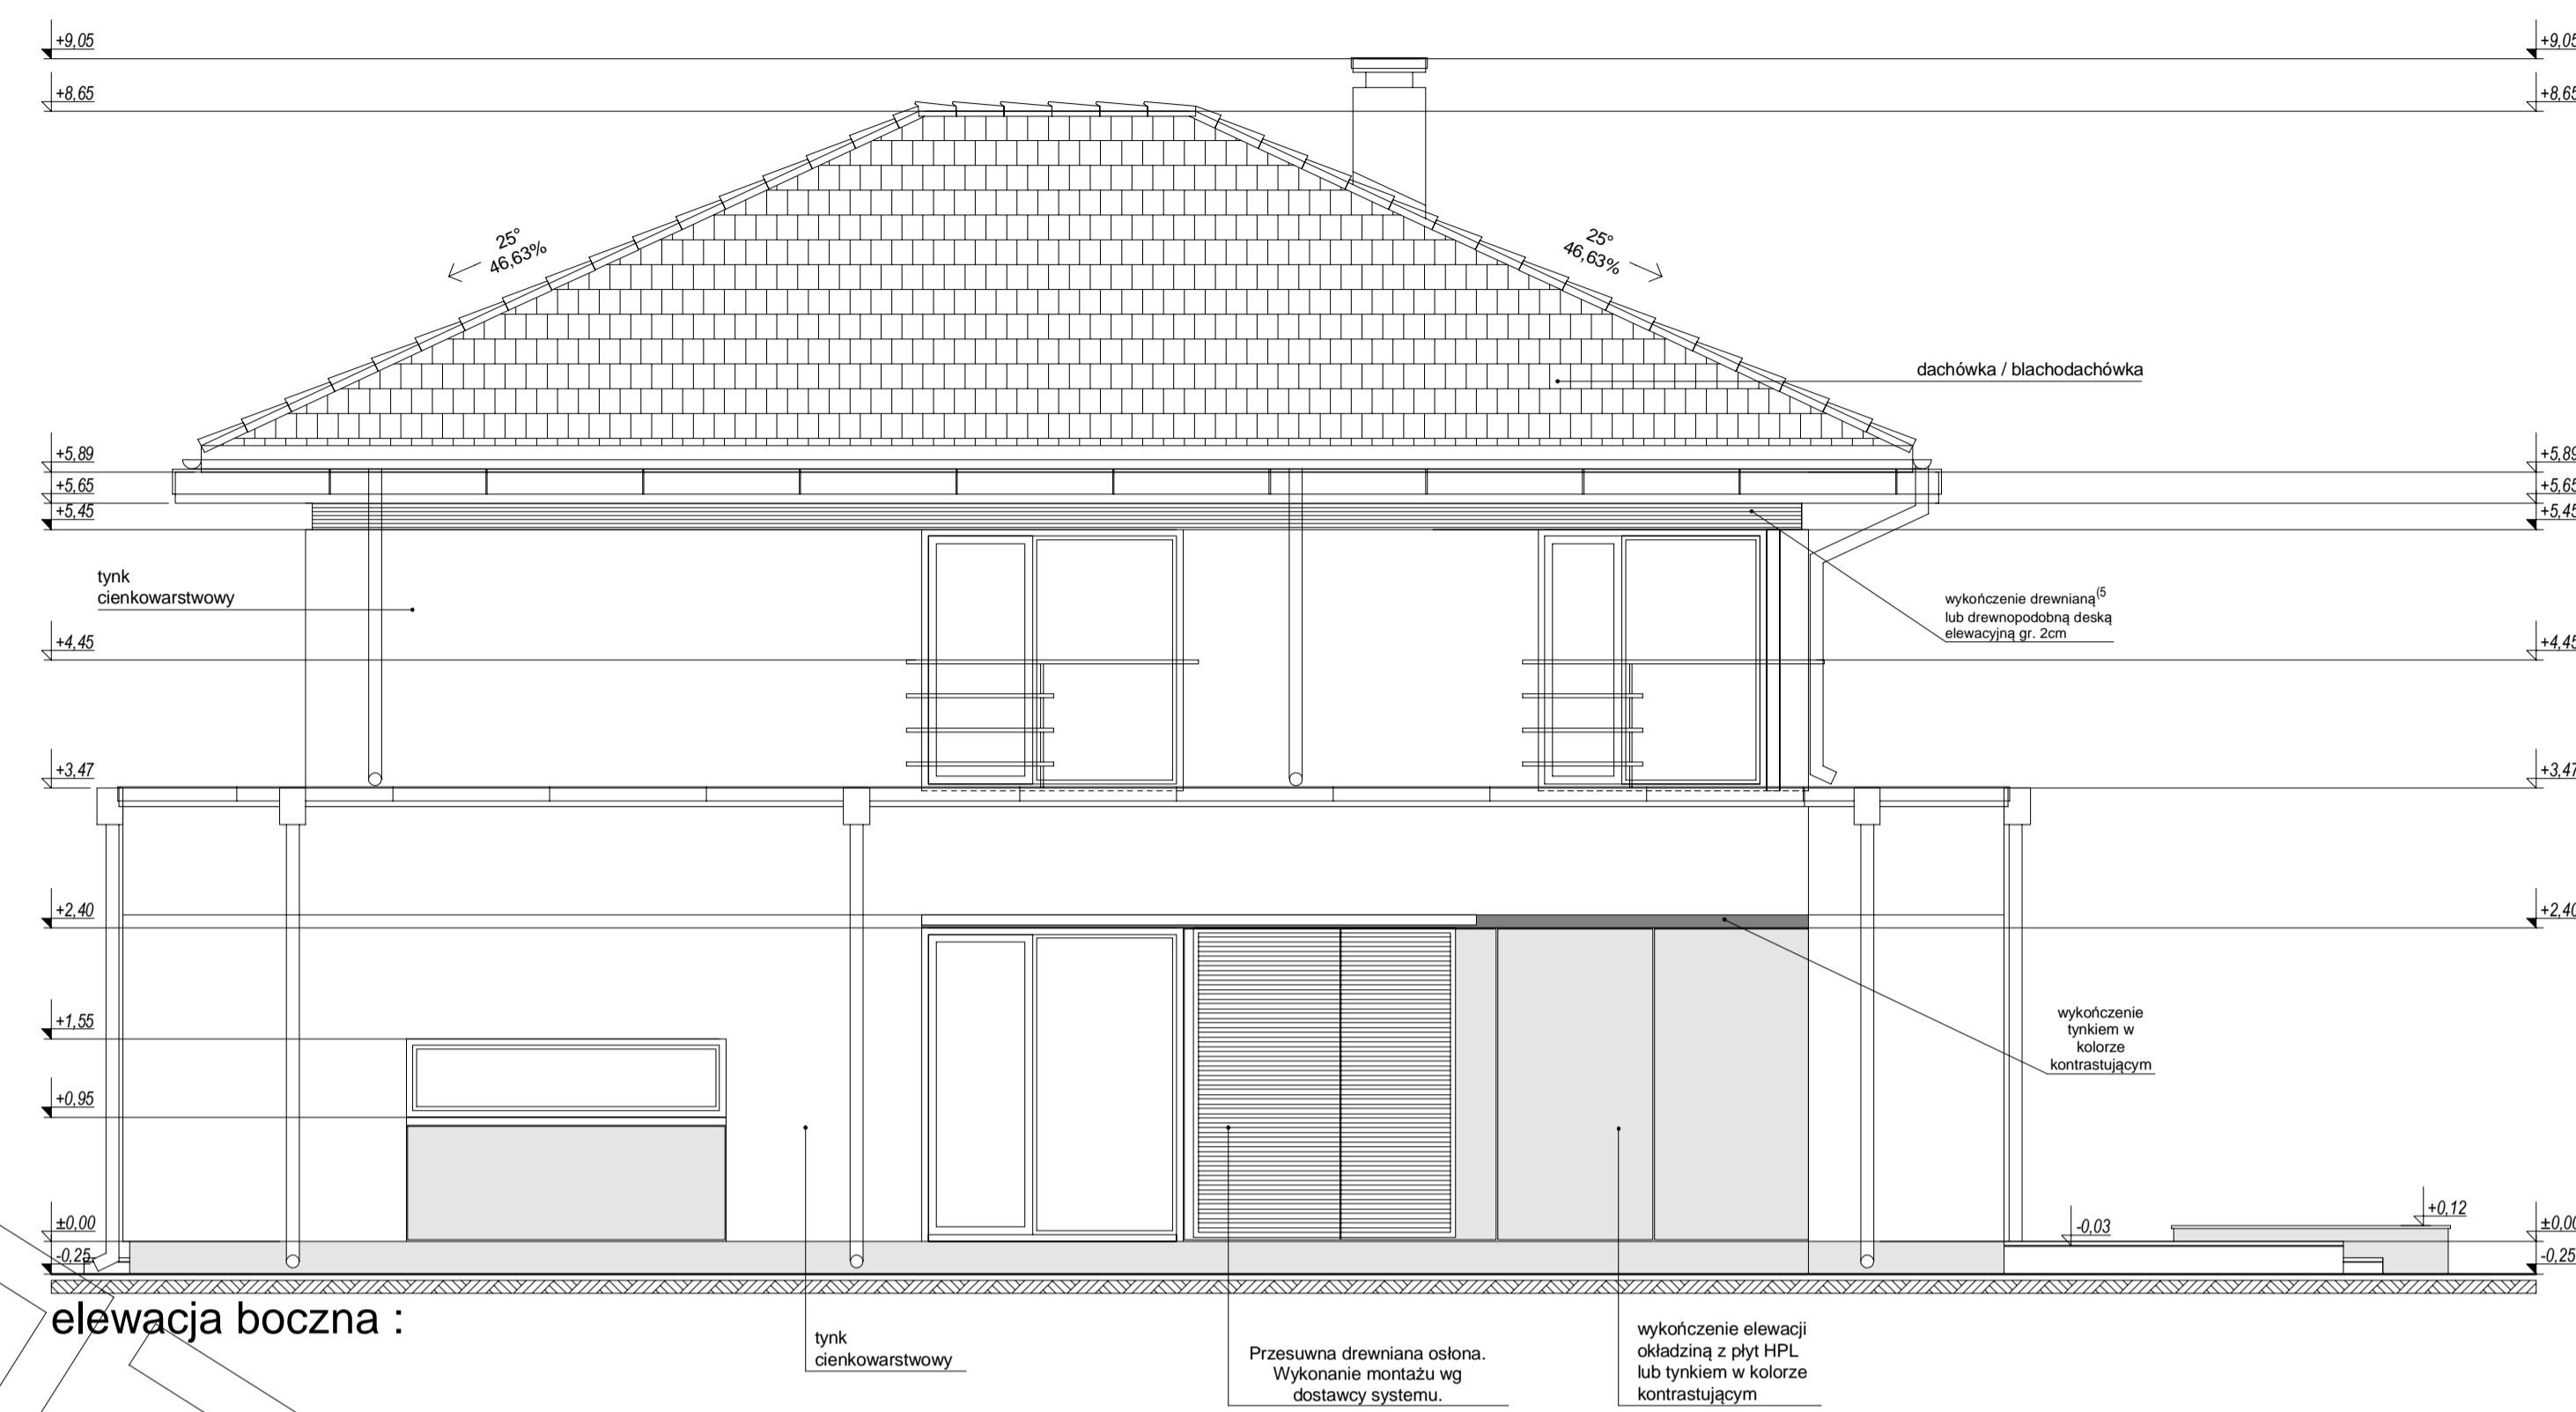 +9,05
+9,05
+8,65
+8,65
25°
46,63%
25°
46,63%
dachówka / blachodachówka
+5,89
+5,89
+5,65
+5,65
+5,45
+5,45
tynk
cienkowarstwowy
wykończenie drewnianą(5
lub drewnopodobną deską
elewacyjną gr. 2cm
+4,45
+4,45
+3,47
+3,47
+2,40
+2,40
+1,55
wykończenie
tynkiem w
kolorze
kontrastującym
+0,95
±0,00
-0,03
+0,12
±0,00
-0,25
-0,25
elewacja boczna :
tynk
cienkowarstwowy
Przesuwna drewniana osłona.
Wykonanie montażu wg
dostawcy systemu.
wykończenie elewacji
okładziną z płyt HPL
lub tynkiem w kolorze
kontrastującym